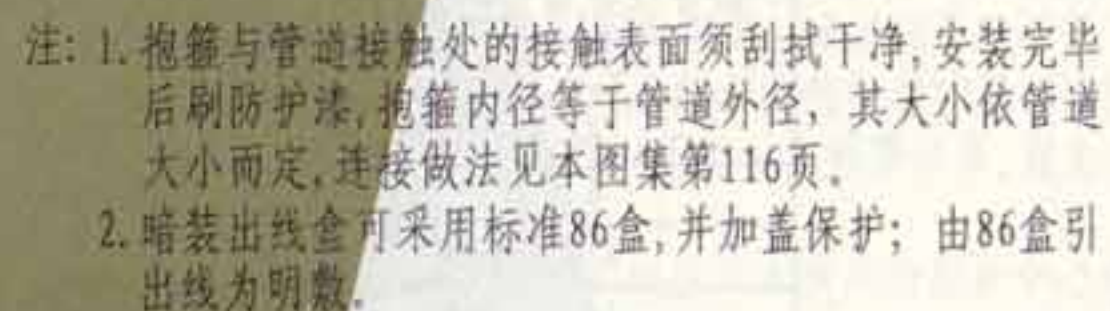 注: 1. 抱箍与管道接触处的接触表面须刮拭干净,安装完毕
后刷防护漆,抱箍内径等于管道外径，其大小依管道
大小而定,连接做法见本图集第116页。
2. 暗装出线盒可采用标准86盒,并加盖保护；由86盒引
出线为明敷。